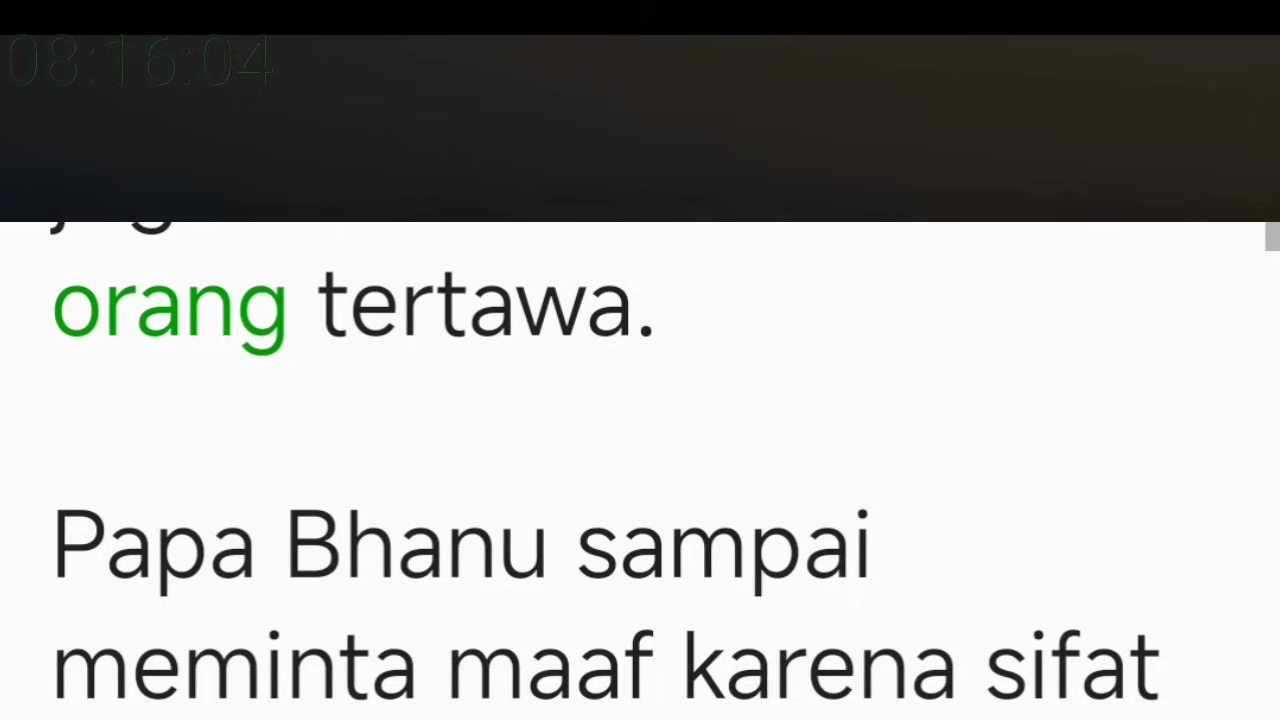 08:16:04
orang tertawa.
Papa Bhanu sampai
meminta maaf karena sifat